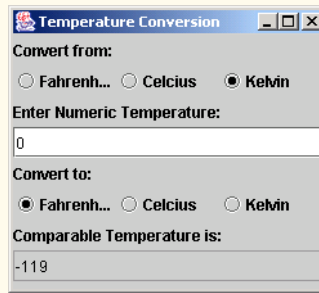 Temperature Conversion
Convert from:
Fahrenh... Celcius Kelvin
Enter Numeric Temperature:
0
Convert to:
Fahrenh... Celcius Kelvin
Comparable Temperature is:
-119